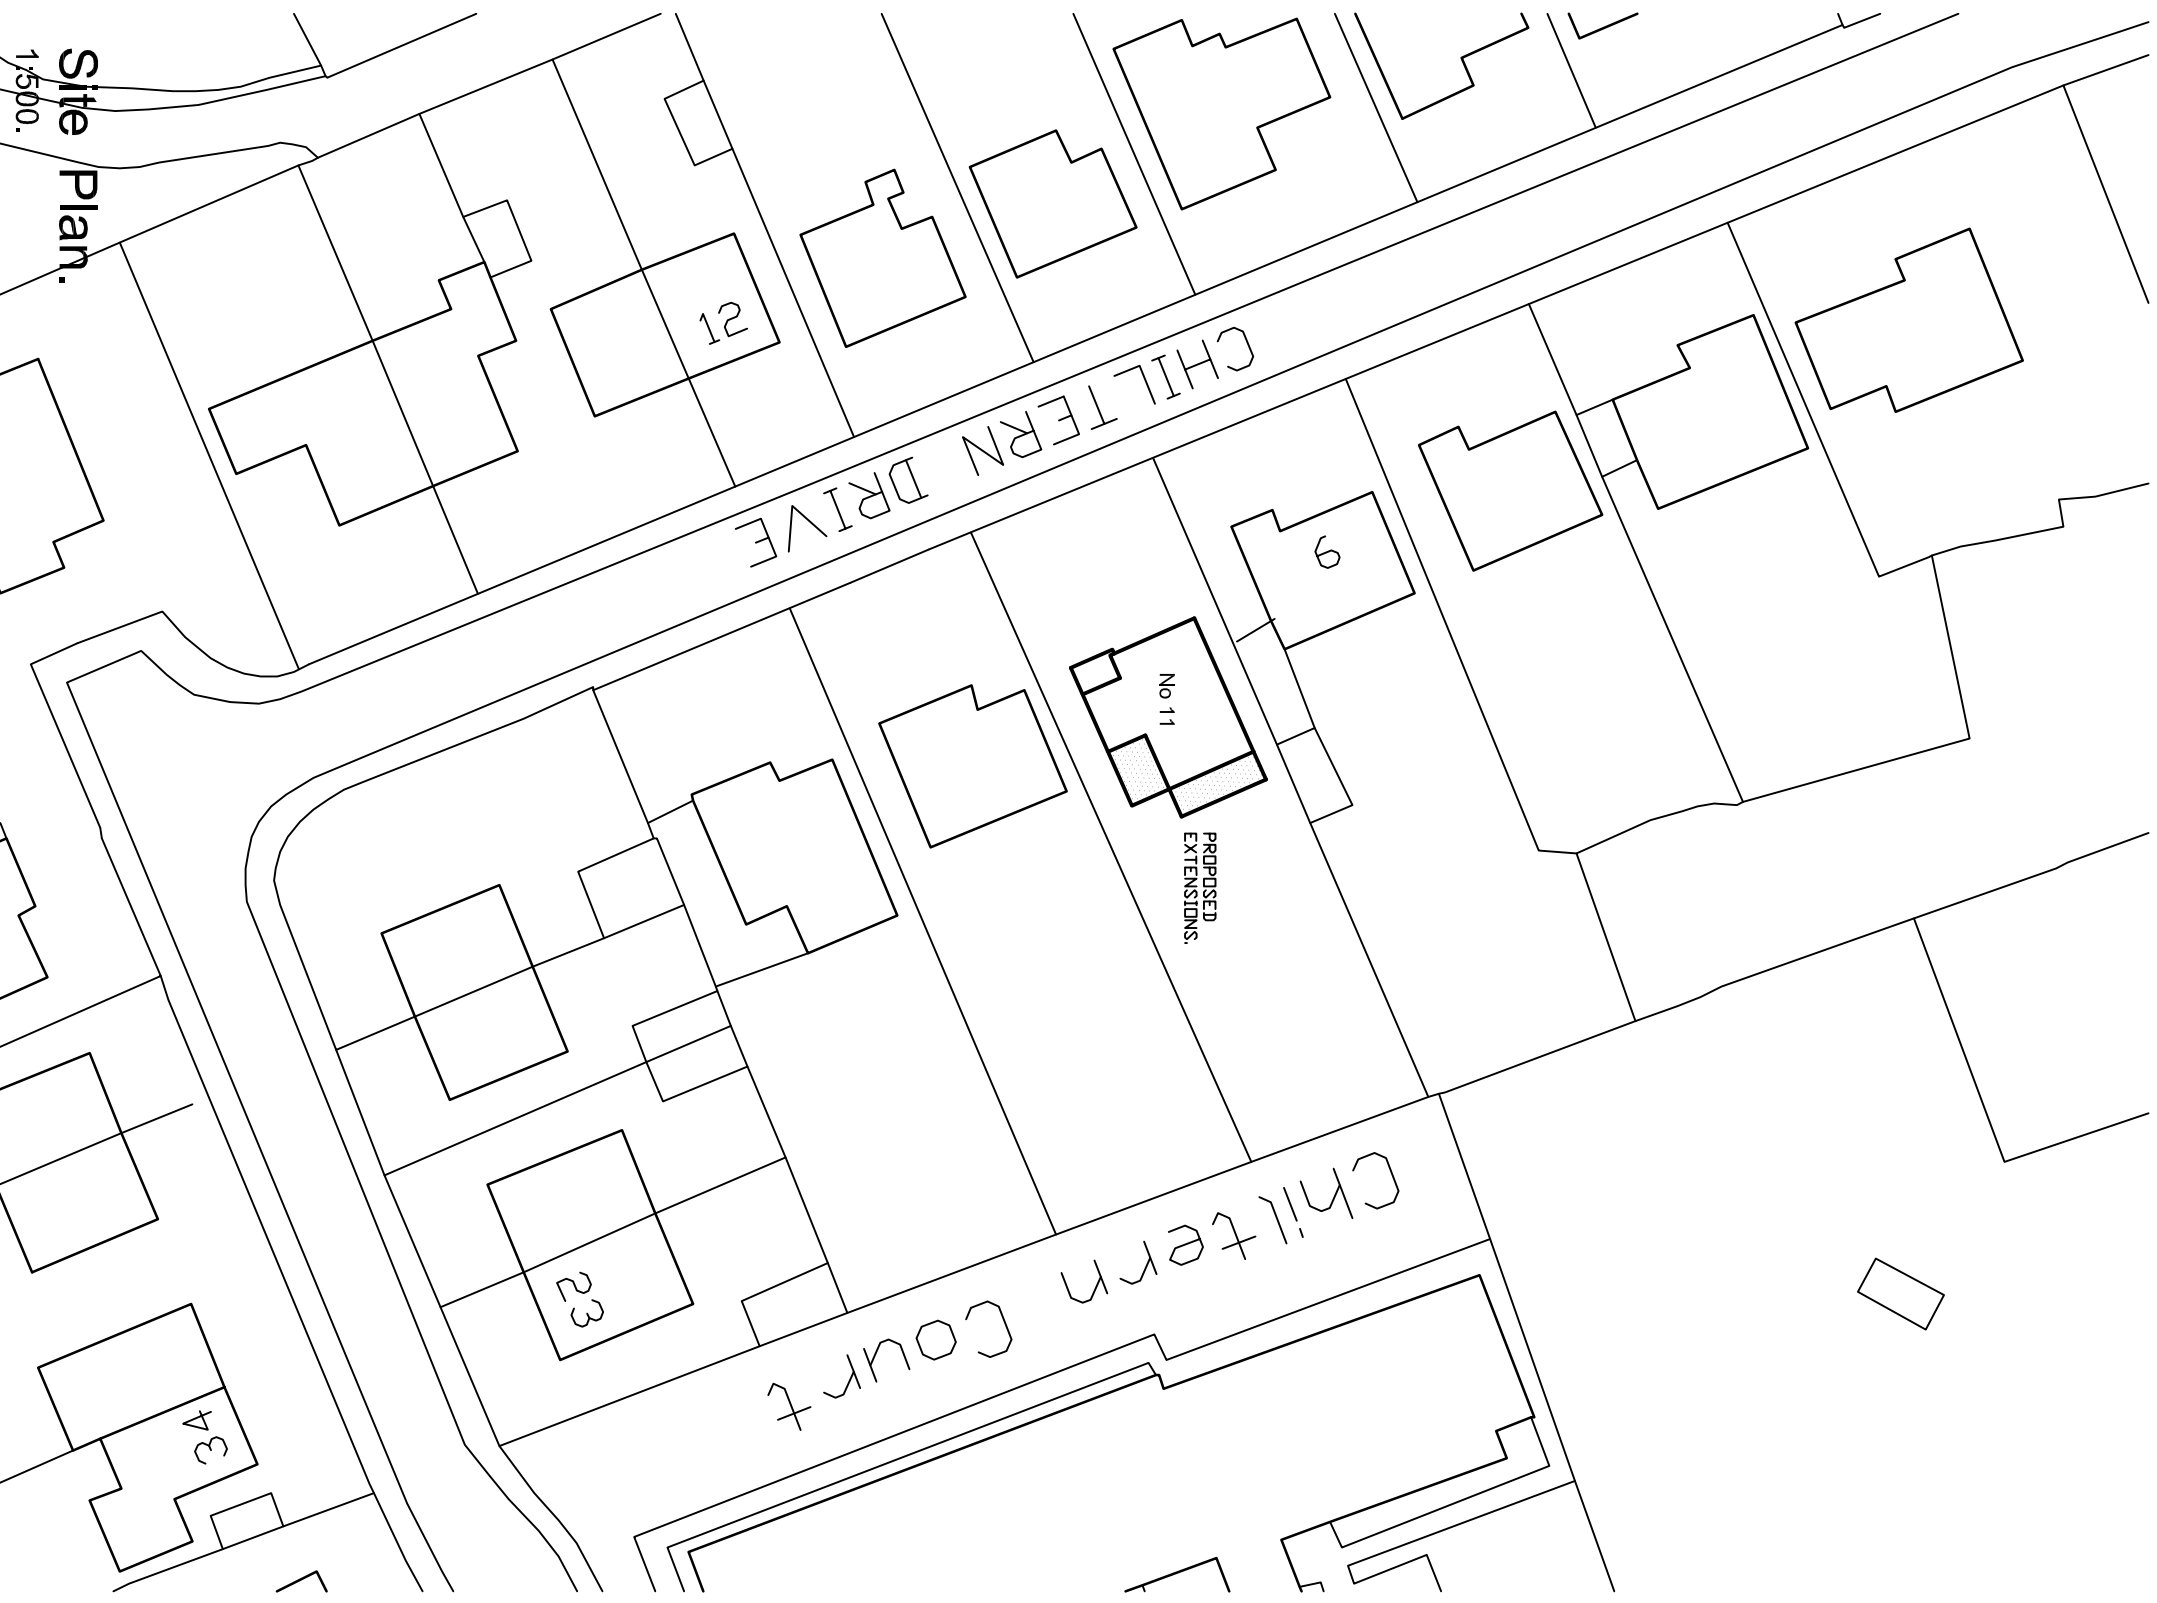 Site Plan.
1:500.
12
CHILTERN DRIVE
9
No 11
PROPOSED
EXTENSIONS.
Chiltern Court
23
34